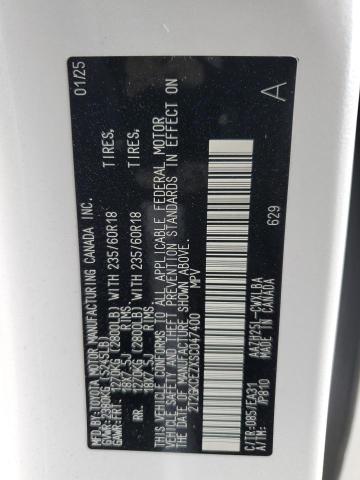 MFD. BY: TOYOTA MOTOR MANUFACTURING CANADA INC. 01/25
GVWR: 2380KG (5245LB)
GAWR: FRT. 1270KG (2800LB) WITH 235/60R18 TIRES,
18X7.5J RIMS,
RR. 1270KG (2800LB) WITH 235/60R18 TIRES,
18X7.5J RIMS,
THIS VEHICLE CONFORMS TO ALL APPLICABLE FEDERAL MOTOR
VEHICLE SAFETY, BUMPER, AND THEFT PREVENTION STANDARDS IN
EFFECT ON THE DATE OF MANUFACTURE SHOWN ABOVE.
MPV
C/TR:085/EA31
A/TM: P810
MADE IN CANADA
629
A